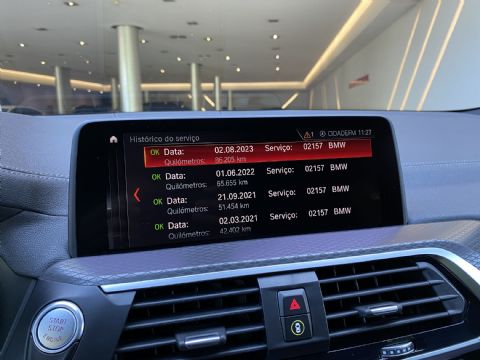 Histórico do serviço
1 CIDADEFM 11:27
OK Data: 02.08.2023 Serviço: 02157 BMW
Quilómetros: 86.205 km
OK Data: 01.06.2022 Serviço: 02157 BMW
Quilómetros: 65.655 km
OK Data: 21.09.2021 Serviço: 02157 BMW
Quilómetros: 51.454 km
OK Data: 02.03.2021 Serviço: 02157 BMW
Quilómetros: 42.402 km
START
STOP
ENGINE